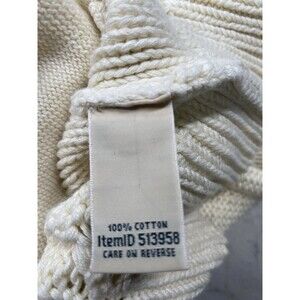 100% COTTON
ItemID 513958
CARE ON REVERSE